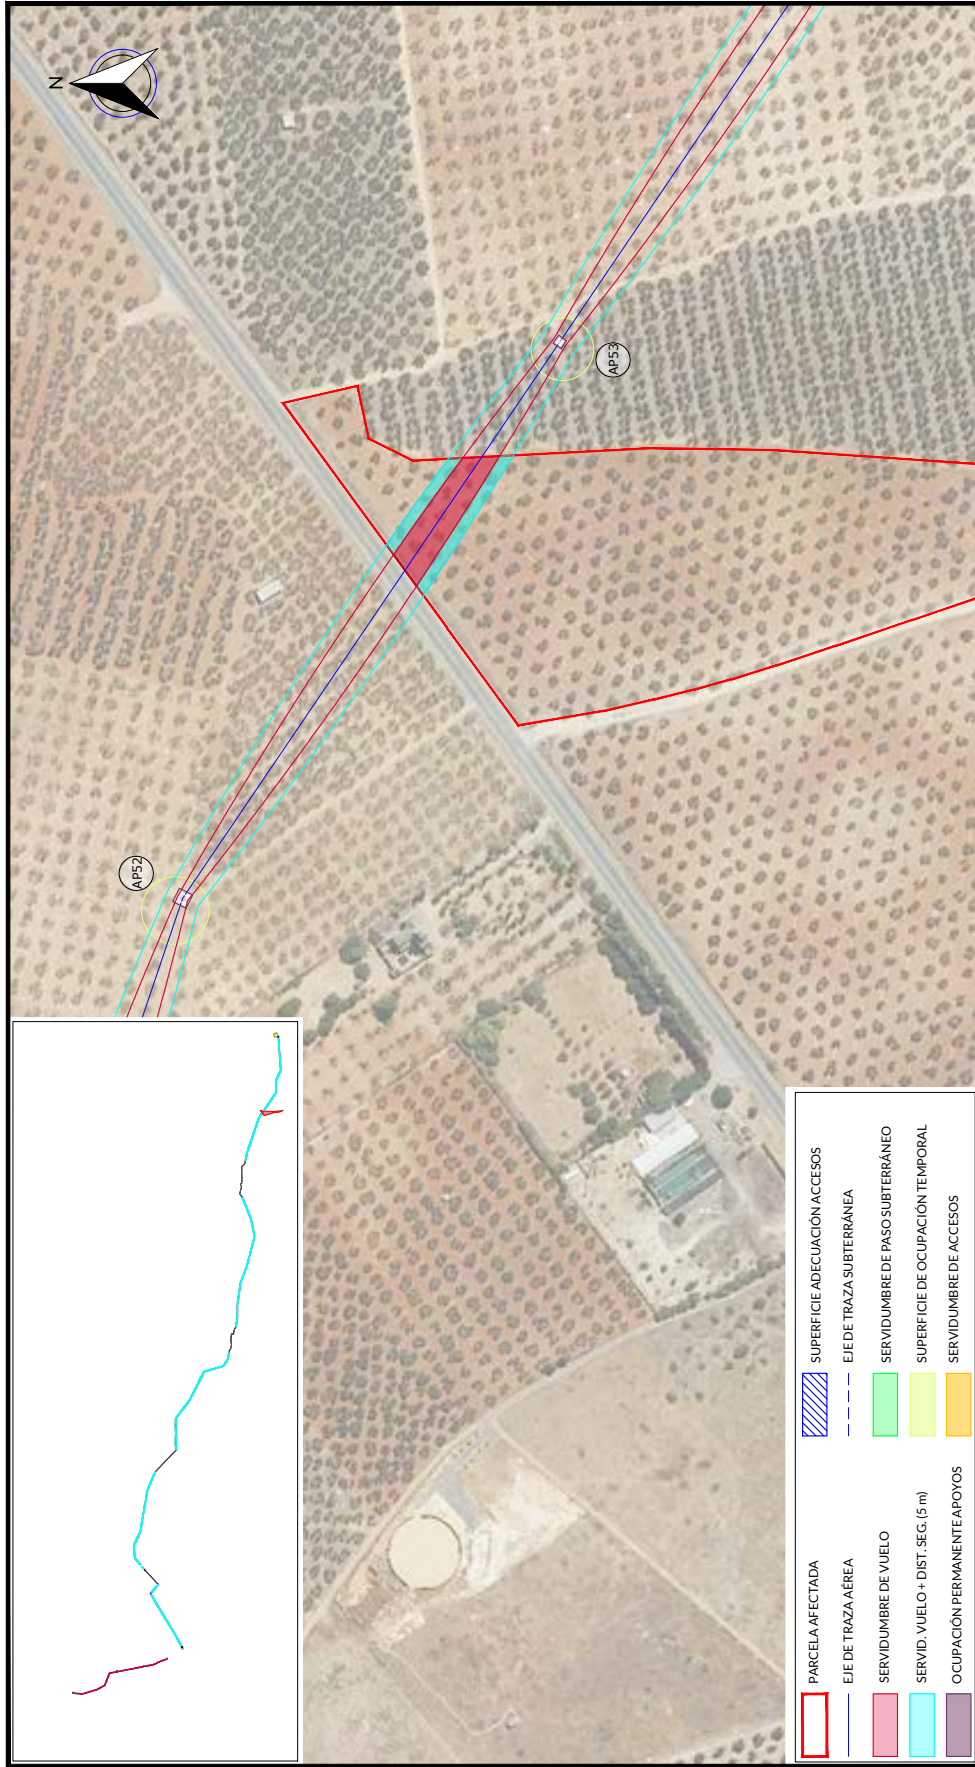 N
AP52
AP53
PARCELA AFECTADA
EJE DE TRAZA AÉREA
SERVIDUMBRE DE VUELO
SERVID. VUELO + DIST. SEG. (5 m)
OCUPACIÓN PERMANENTE APOYOS
SUPERFICIE ADECUACIÓN ACCESOS
EJE DE TRAZA SUBTERRÁNEA
SERVIDUMBRE DE PASO SUBTERRÁNEO
SUPERFICIE DE OCUPACIÓN TEMPORAL
SERVIDUMBRE DE ACCESOS